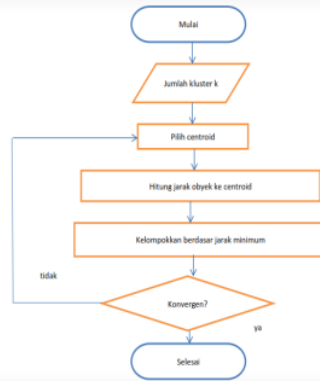 Mulai
Jumlah kluster k
Pilih centroid
Hitung jarak obyek ke centroid
Kelompokkan berdasar jarak minimum
tidak
Konvergen?
ya
Selesai